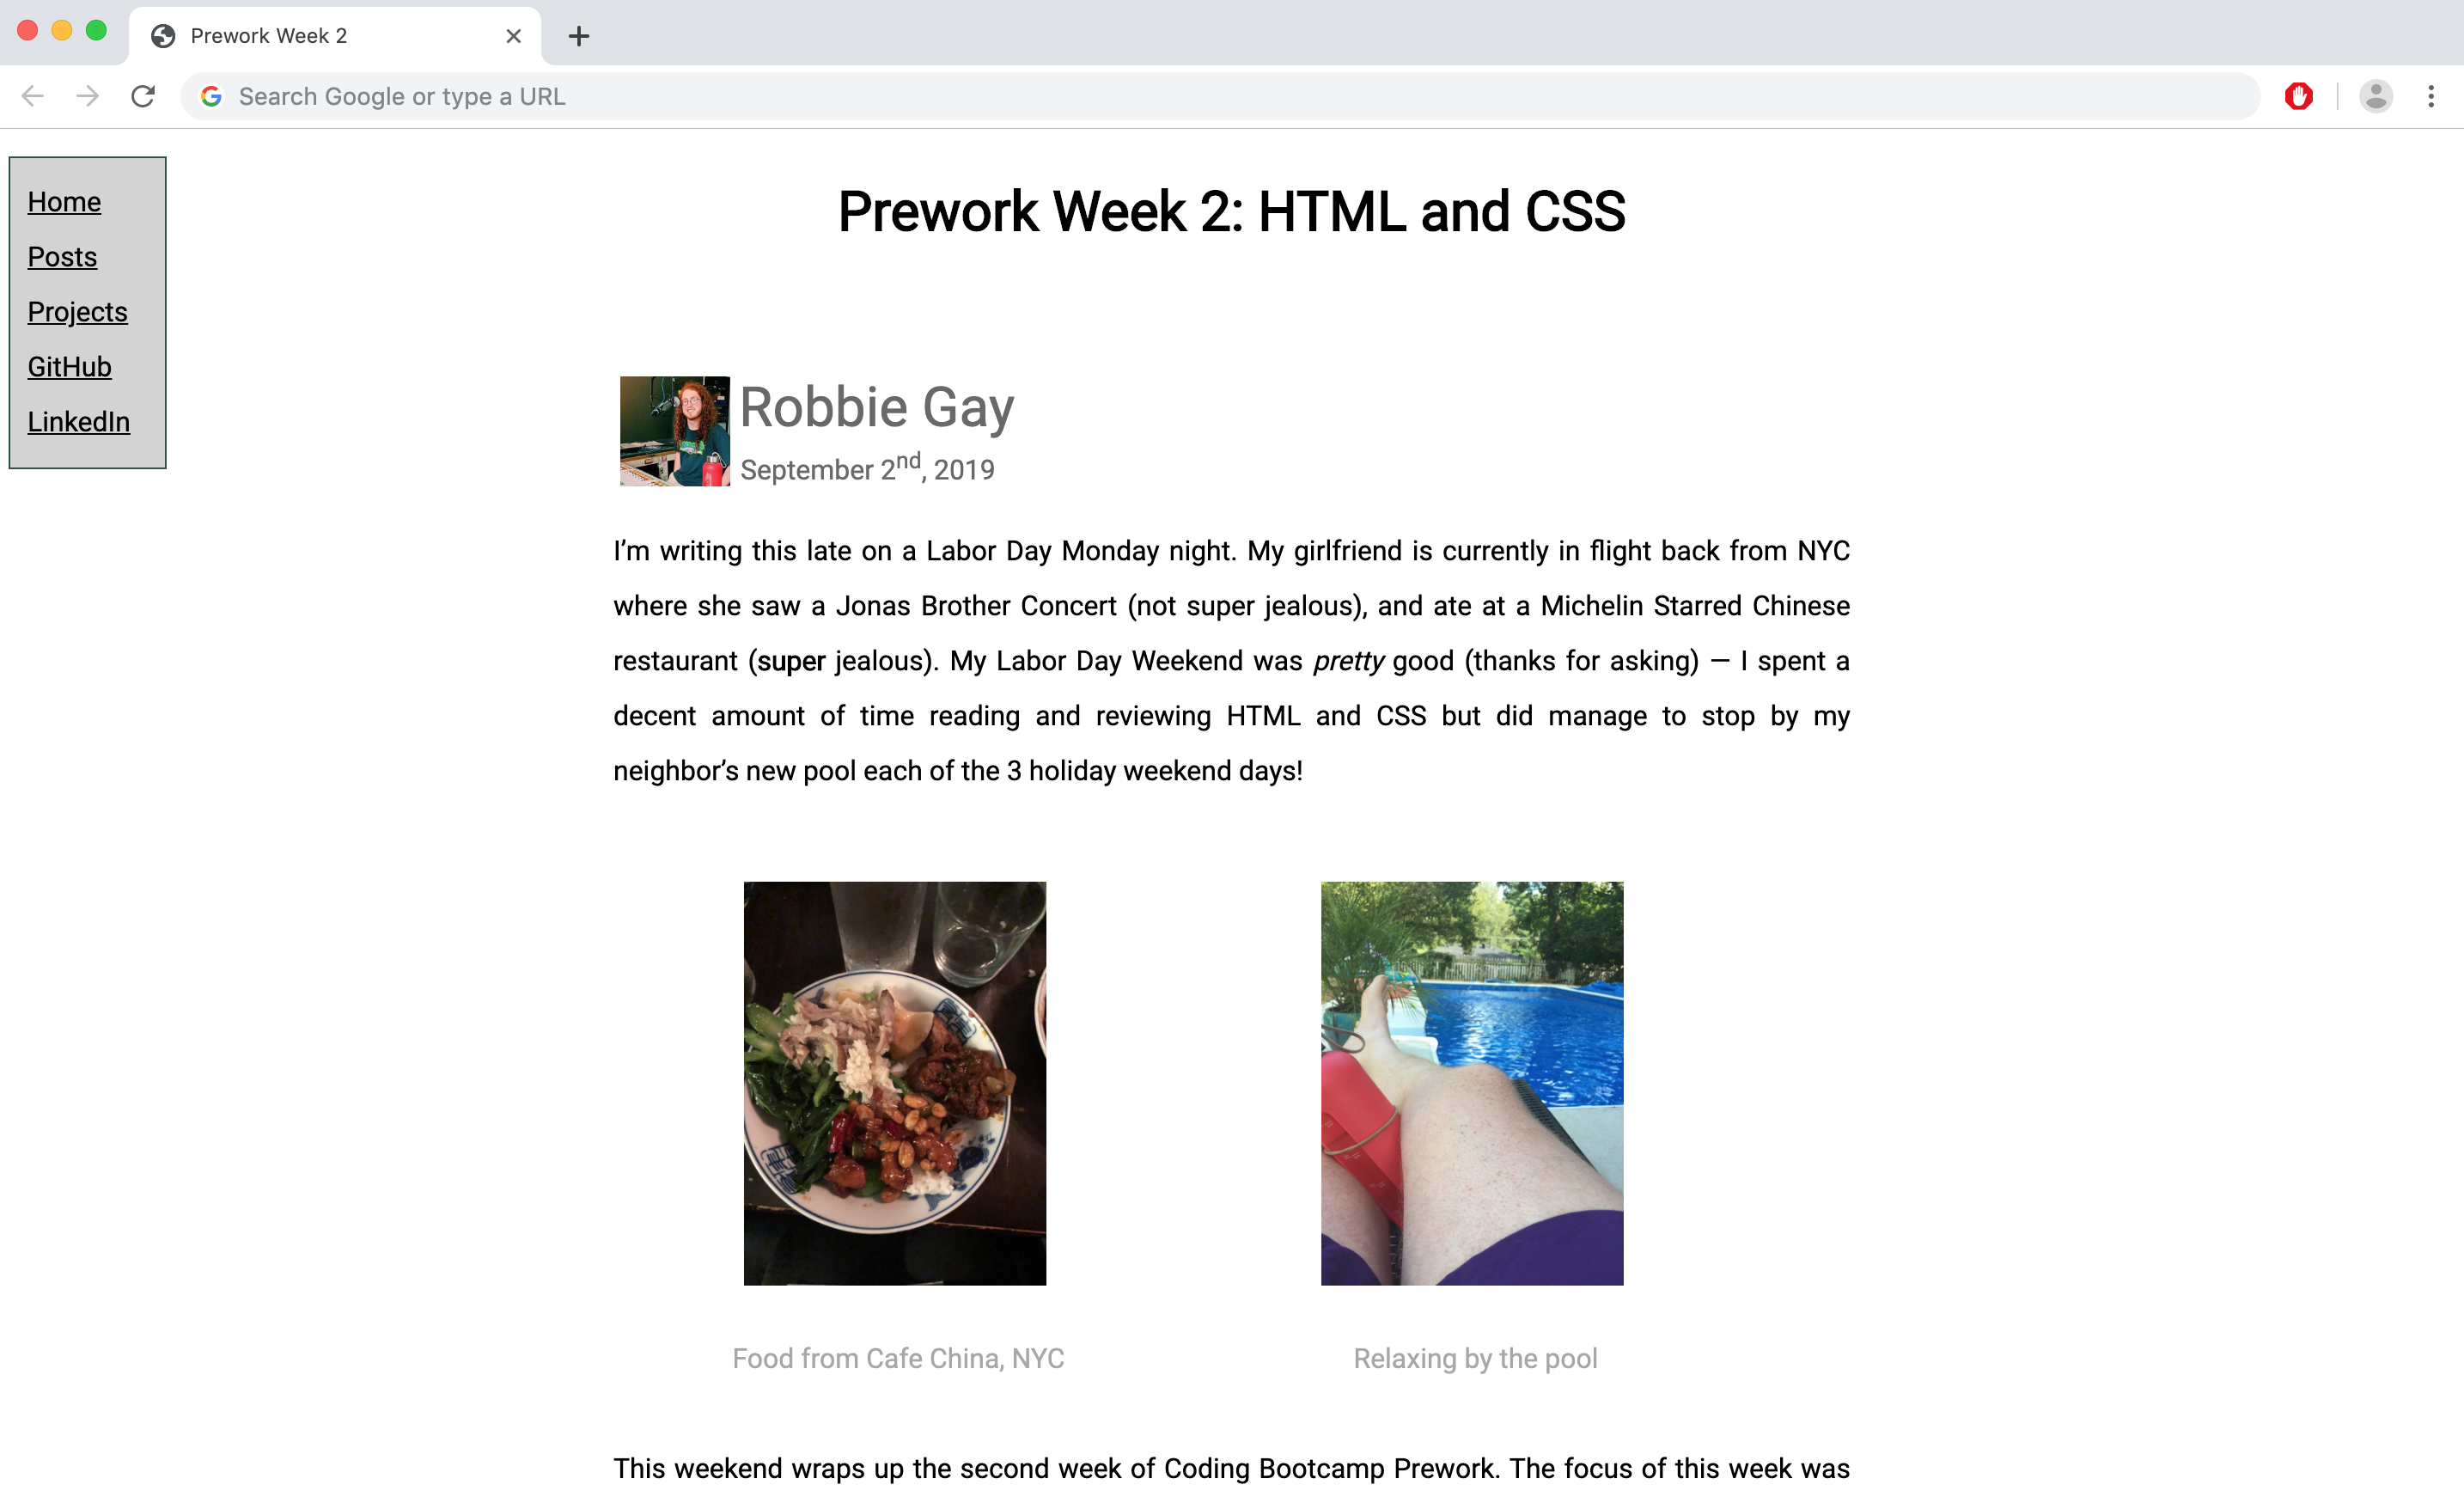 Prework Week 2
Search Google or type a URL
Home
Posts
Projects
GitHub
LinkedIn
Prework Week 2: HTML and CSS
Robbie Gay
September 2nd, 2019
I’m writing this late on a Labor Day Monday night. My girlfriend is currently in flight back from NYC
where she saw a Jonas Brother Concert (not super jealous), and ate at a Michelin Starred Chinese
restaurant (super jealous). My Labor Day Weekend was pretty good (thanks for asking) — I spent a
decent amount of time reading and reviewing HTML and CSS but did manage to stop by my
neighbor’s new pool each of the 3 holiday weekend days!
Food from Cafe China, NYC
Relaxing by the pool
This weekend wraps up the second week of Coding Bootcamp Prework. The focus of this week was